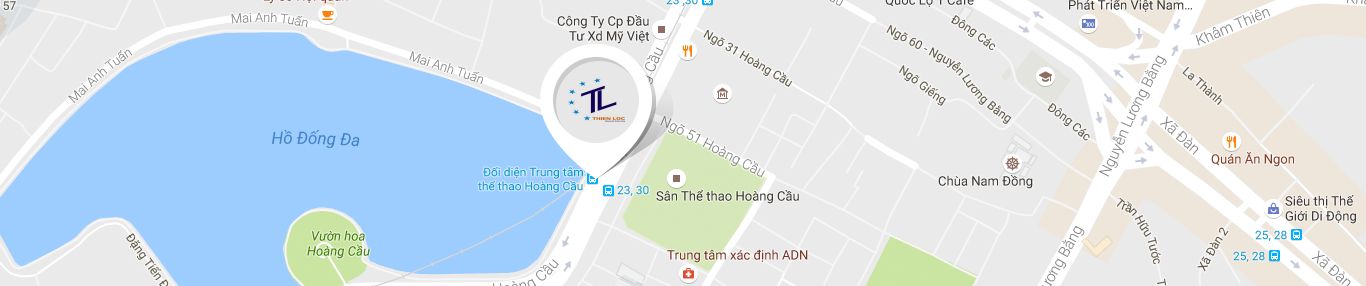 57
Mai Anh Tuấn
Mai Anh Tuấn
Mai Anh Tuấn
Hồ Đống Đa
Vườn hoa
Hoàng Cầu
Công Ty Cp Đầu
Tư Xd Mỹ Việt
23, 30
TL
THIEN LOC
Đối diện Trung tâm
thể thao Hoàng Cầu
23, 30
Ngõ 31 Hoàng Cầu
Ngõ 51 Hoàng Cầu
Sân Thể thao Hoàng Cầu
Trung tâm xác định ADN
Hoàng Cầu
Quốc Lộ 1 Cafe
Ngõ 60 - Nguyễn Lương Bằng
Ngõ Giếng
Đông Các
Đông Các
Chùa Nam Đồng
Phát Triển Việt Nam...
100
Khâm Thiên
Nguyễn Lương Bằng
La Thành
Xã Đàn
Quán Ăn Ngon
Trần Hữu Tước
Xã Đàn 2
Siêu thị Thế
Giới Di Động
25, 28
25, 28
Xã Đàn